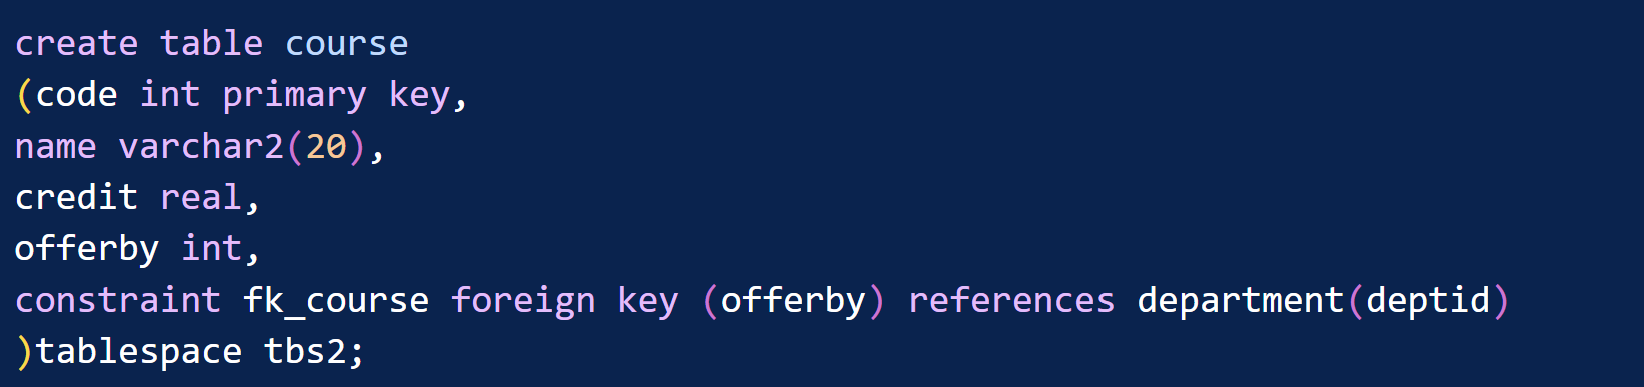 create table course
(code int primary key,
name varchar2(20),
credit real,
offerby int,
constraint fk_course foreign key (offerby) references department(deptid)
)tablespace tbs2;